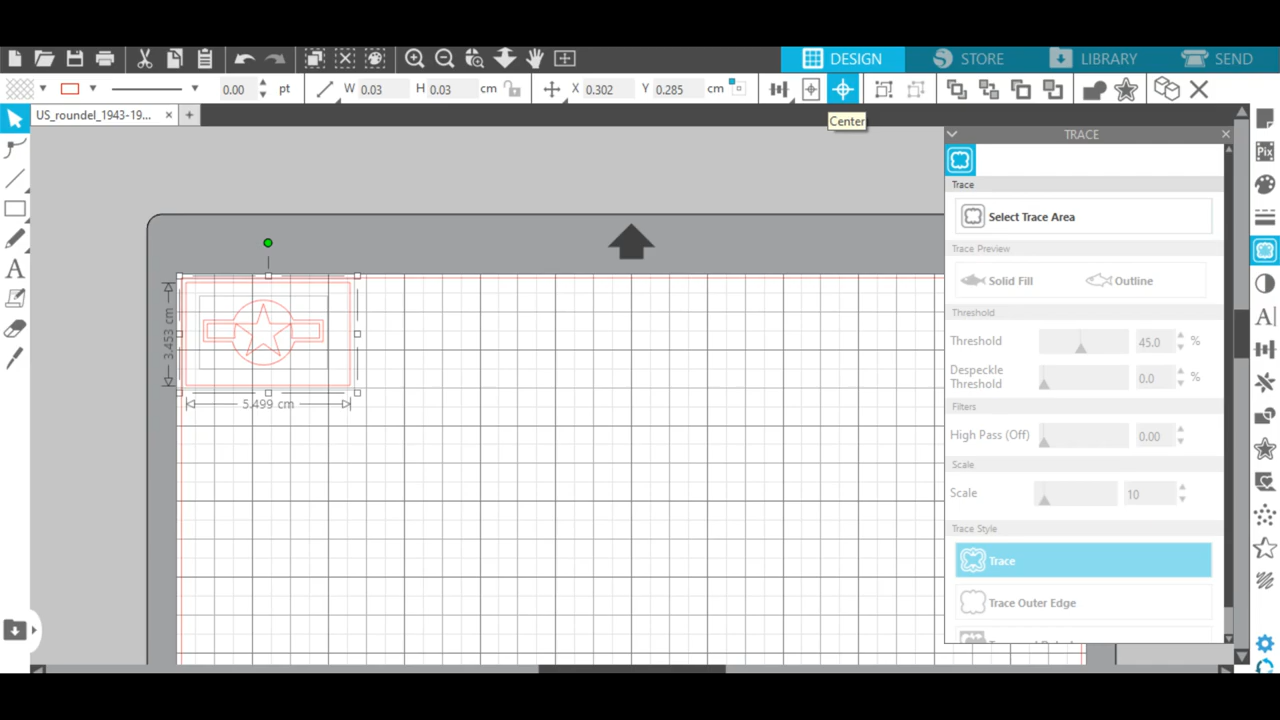 DESIGN
STORE
LIBRARY
SEND
0.00 pt
W 0.03 H 0.03 cm
X 0.302 Y 0.285 cm
US_roundel_1943-19...
Center
TRACE
Trace
Select Trace Area
Trace Preview
Solid Fill Outline
Threshold
Threshold 45.0 %
Despeckle
Threshold 0.0 %
Filters
High Pass (Off) 0.00
Scale
Scale 10
Trace Style
Trace
Trace Outer Edge
3.453 cm
5.499 cm
Pix
A
A